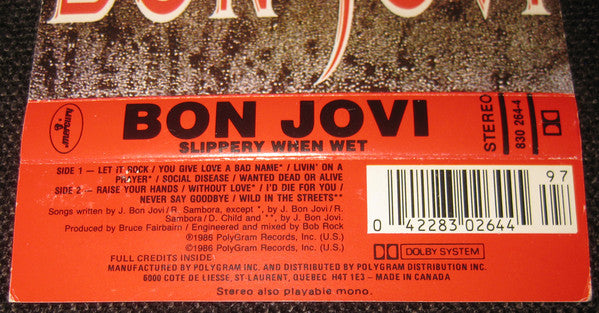 BON JOVI
mercury
BON JOVI
SLIPPERY WHEN WET
STEREO
830 264-4
SIDE 1 — LET IT ROCK / YOU GIVE LOVE A BAD NAME* / LIVIN' ON A
PRAYER* / SOCIAL DISEASE / WANTED DEAD OR ALIVE
SIDE 2 — RAISE YOUR HANDS / WITHOUT LOVE* / I'D DIE FOR YOU /
NEVER SAY GOODBYE / WILD IN THE STREETS**
Songs written by J. Bon Jovi/R. Sambora, except *, by J. Bon Jovi/R.
Sambora/D. Child and **, by J. Bon Jovi.
Produced by Bruce Fairbairn / Engineered and mixed by Bob Rock
℗1986 PolyGram Records, Inc. (U.S.)
©1986 PolyGram Records, Inc. (U.S.)
97
0 42283 02644
FULL CREDITS INSIDE
DOLBY SYSTEM
MANUFACTURED BY POLYGRAM INC. AND DISTRIBUTED BY POLYGRAM DISTRIBUTION INC.
6000 COTE DE LIESSE, ST-LAURENT, QUEBEC H4T 1E3 – MADE IN CANADA
Stereo also playable mono.